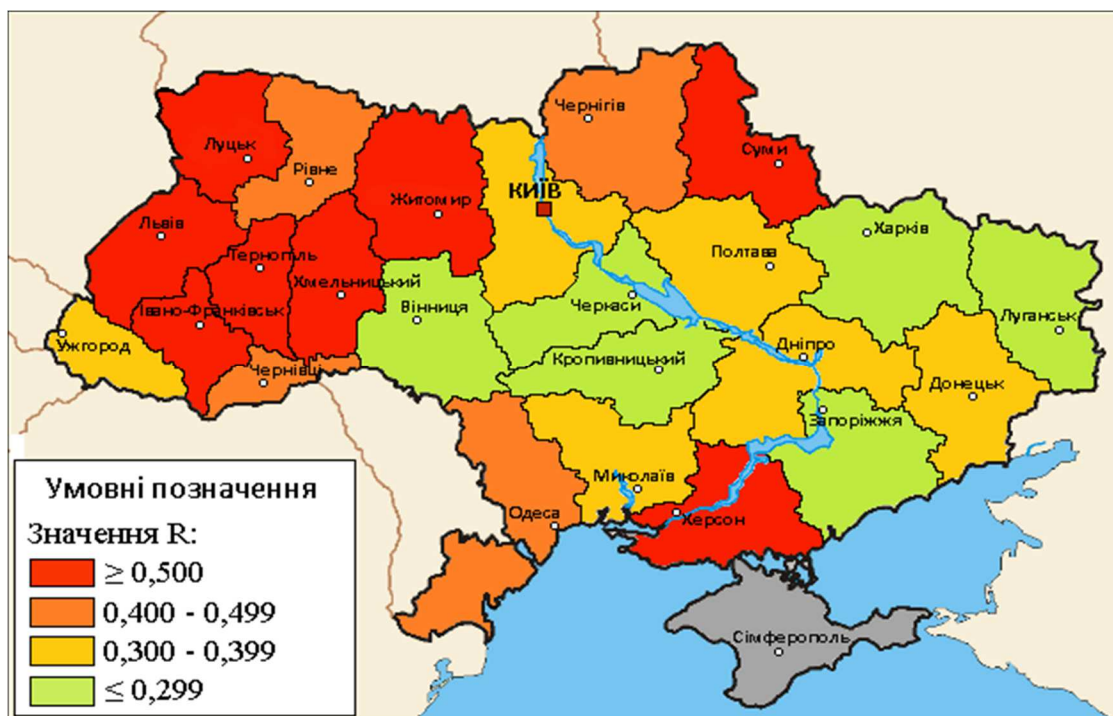 Чернігів
Луцьк
Суми
Рівне
КИЇВ
Житомир
Львів
Харків
Тернопіль
Полтава
Хмельницький
Черкаси
Вінниця
Івано-Франківськ
Луганськ
Ужгород
Дніпро
Кропивницький
Чернівці
Донецьк
Запоріжжя
Миколаїв
Одеса
Херсон
Сімферополь
Умовні позначення
Значення R:
≥ 0,500
0,400 - 0,499
0,300 - 0,399
≤ 0,299